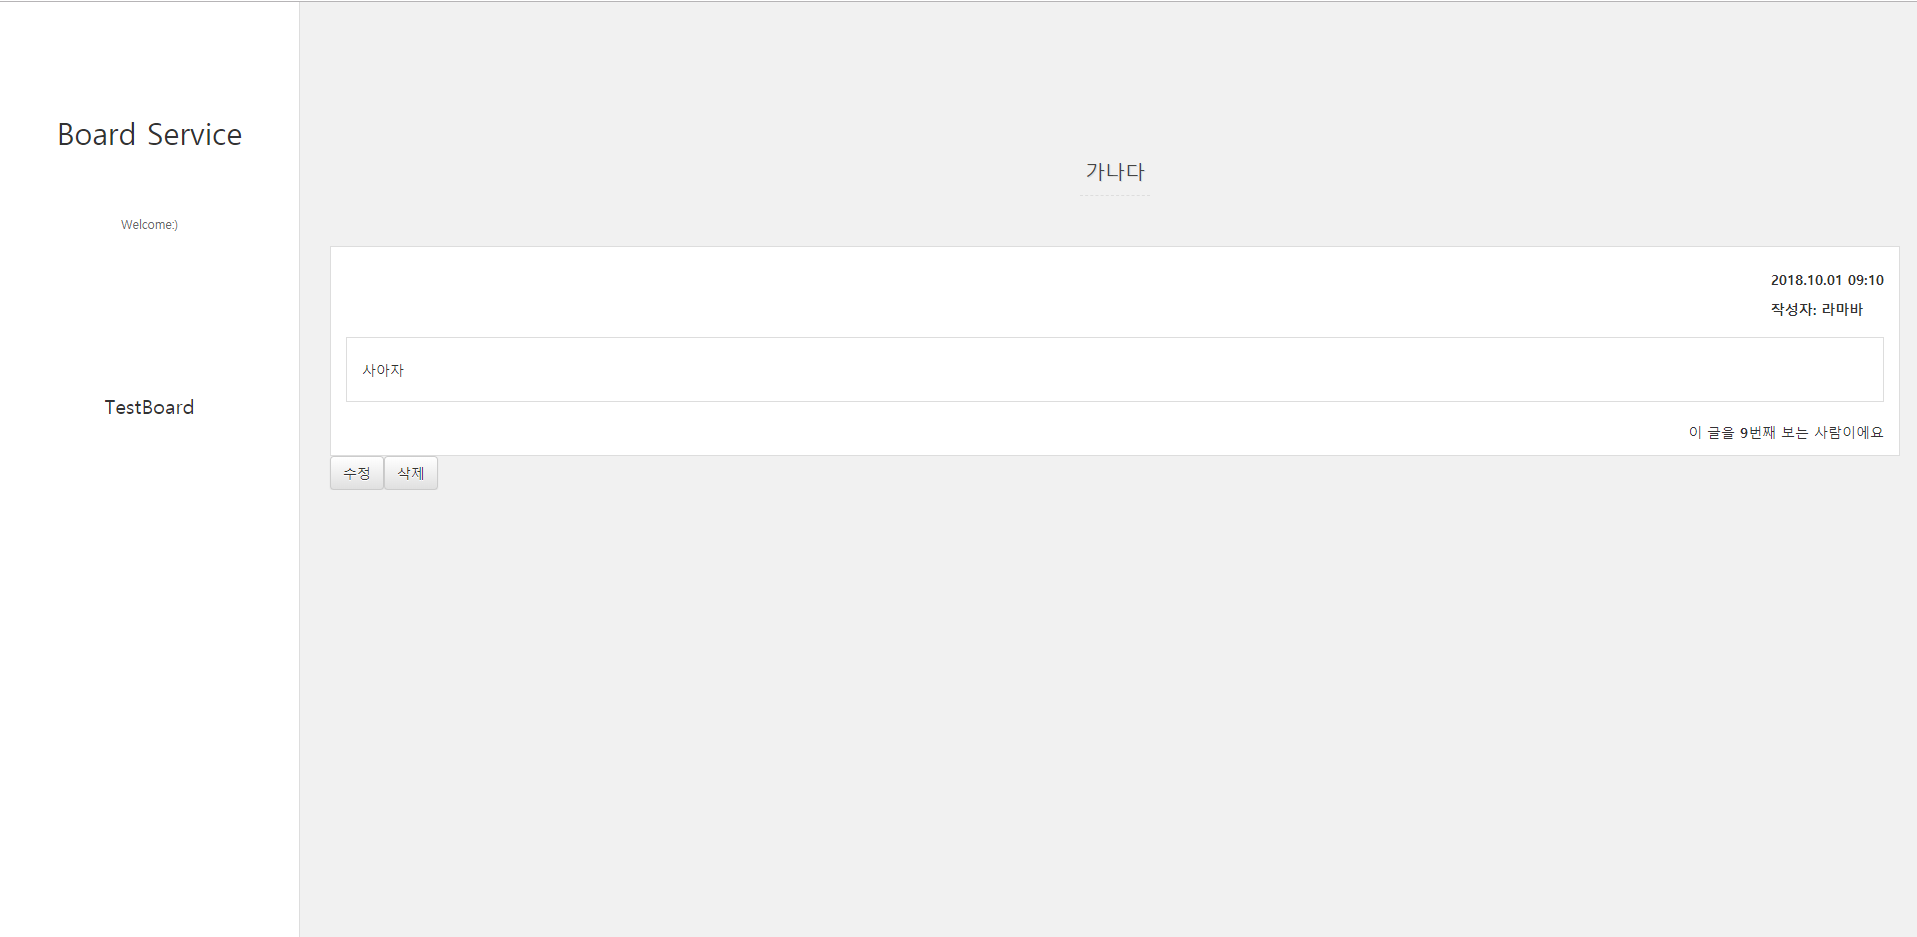 Board Service
Welcome:)
TestBoard
가나다
2018.10.01 09:10
작성자: 라마바
사아자
이 글을 9번째 보는 사람이에요
수정 삭제